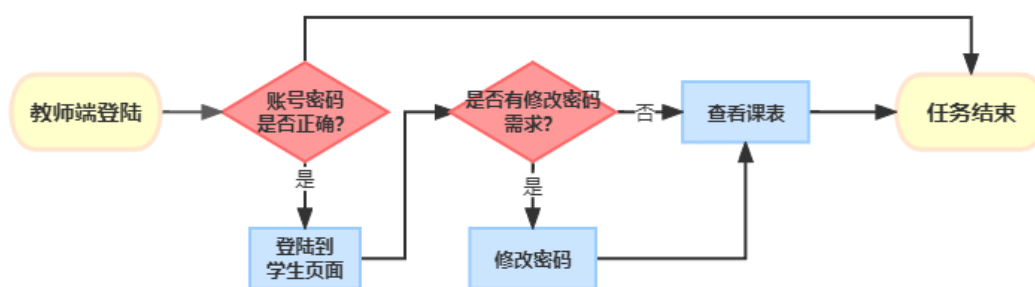 教师端登陆
账号密码
是否正确?
是
登陆到
学生页面
是否有修改密码
需求?
否
是
修改密码
查看课表
任务结束